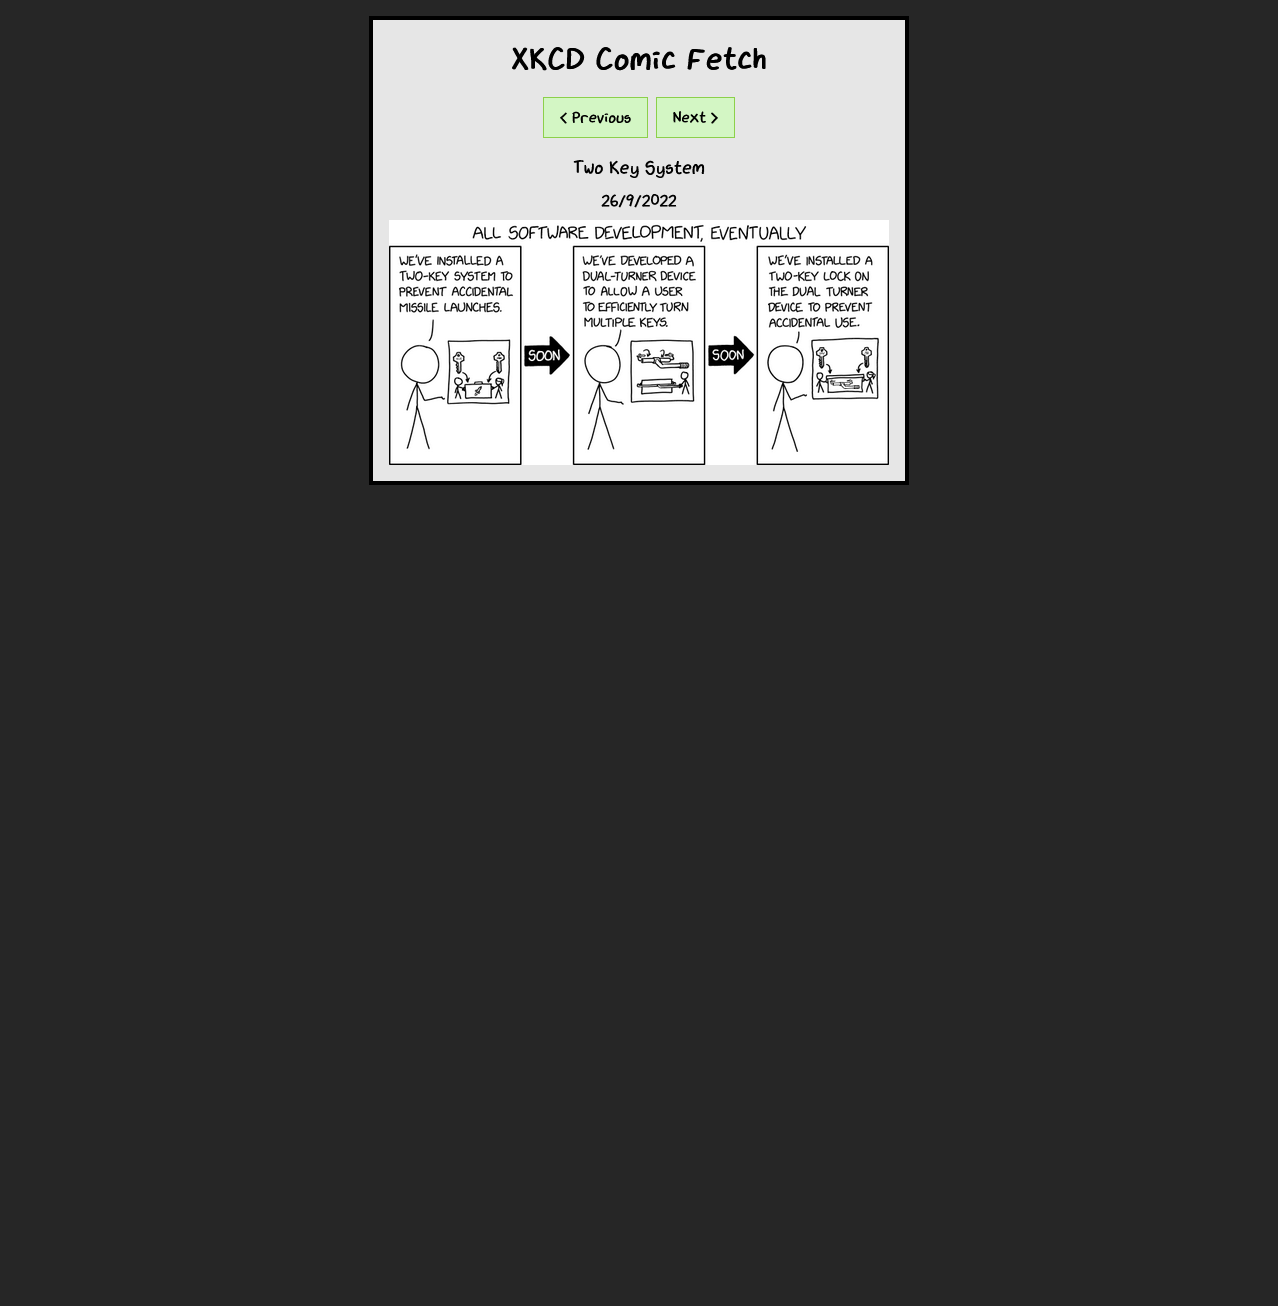 XKCD Comic Fetch
< Previous
Next >
Two Key System
26/9/2022
ALL SOFTWARE DEVELOPMENT, EVENTUALLY
WE'VE INSTALLED A
TWO-KEY SYSTEM TO
PREVENT ACCIDENTAL
MISSILE LAUNCHES.
SOON
WE'VE DEVELOPED A
DUAL-TURNER DEVICE
TO ALLOW A USER
TO EFFICIENTLY TURN
MULTIPLE KEYS.
SOON
WE'VE INSTALLED A
TWO-KEY LOCK ON
THE DUAL TURNER
DEVICE TO PREVENT
ACCIDENTAL USE.